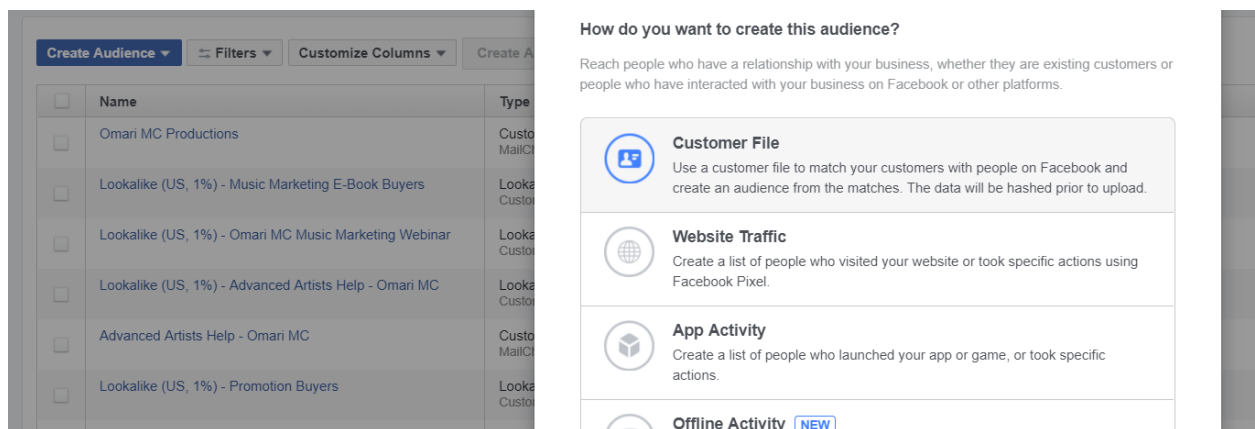 Create Audience
Filters
Customize Columns
Create A
Name
Type
Omari MC Productions
Custo
MailCh
Lookalike (US, 1%) - Music Marketing E-Book Buyers
Looka
Custo
Lookalike (US, 1%) - Omari MC Music Marketing Webinar
Looka
Custo
Lookalike (US, 1%) - Advanced Artists Help - Omari MC
Looka
Custo
Advanced Artists Help - Omari MC
Custo
MailCh
Lookalike (US, 1%) - Promotion Buyers
Looka
Custo
How do you want to create this audience?
Reach people who have a relationship with your business, whether they are existing customers or
people who have interacted with your business on Facebook or other platforms.
Customer File
Use a customer file to match your customers with people on Facebook and
create an audience from the matches. The data will be hashed prior to upload.
Website Traffic
Create a list of people who visited your website or took specific actions using
Facebook Pixel.
App Activity
Create a list of people who launched your app or game, or took specific
actions.
Offline Activity NEW